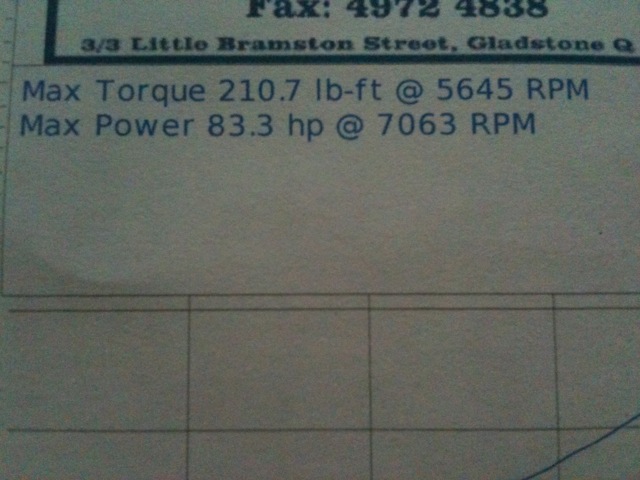 Fax: 4972 4838
3/3 Little Bramston Street, Gladstone Q
Max Torque 210.7 lb-ft @ 5645 RPM
Max Power 83.3 hp @ 7063 RPM